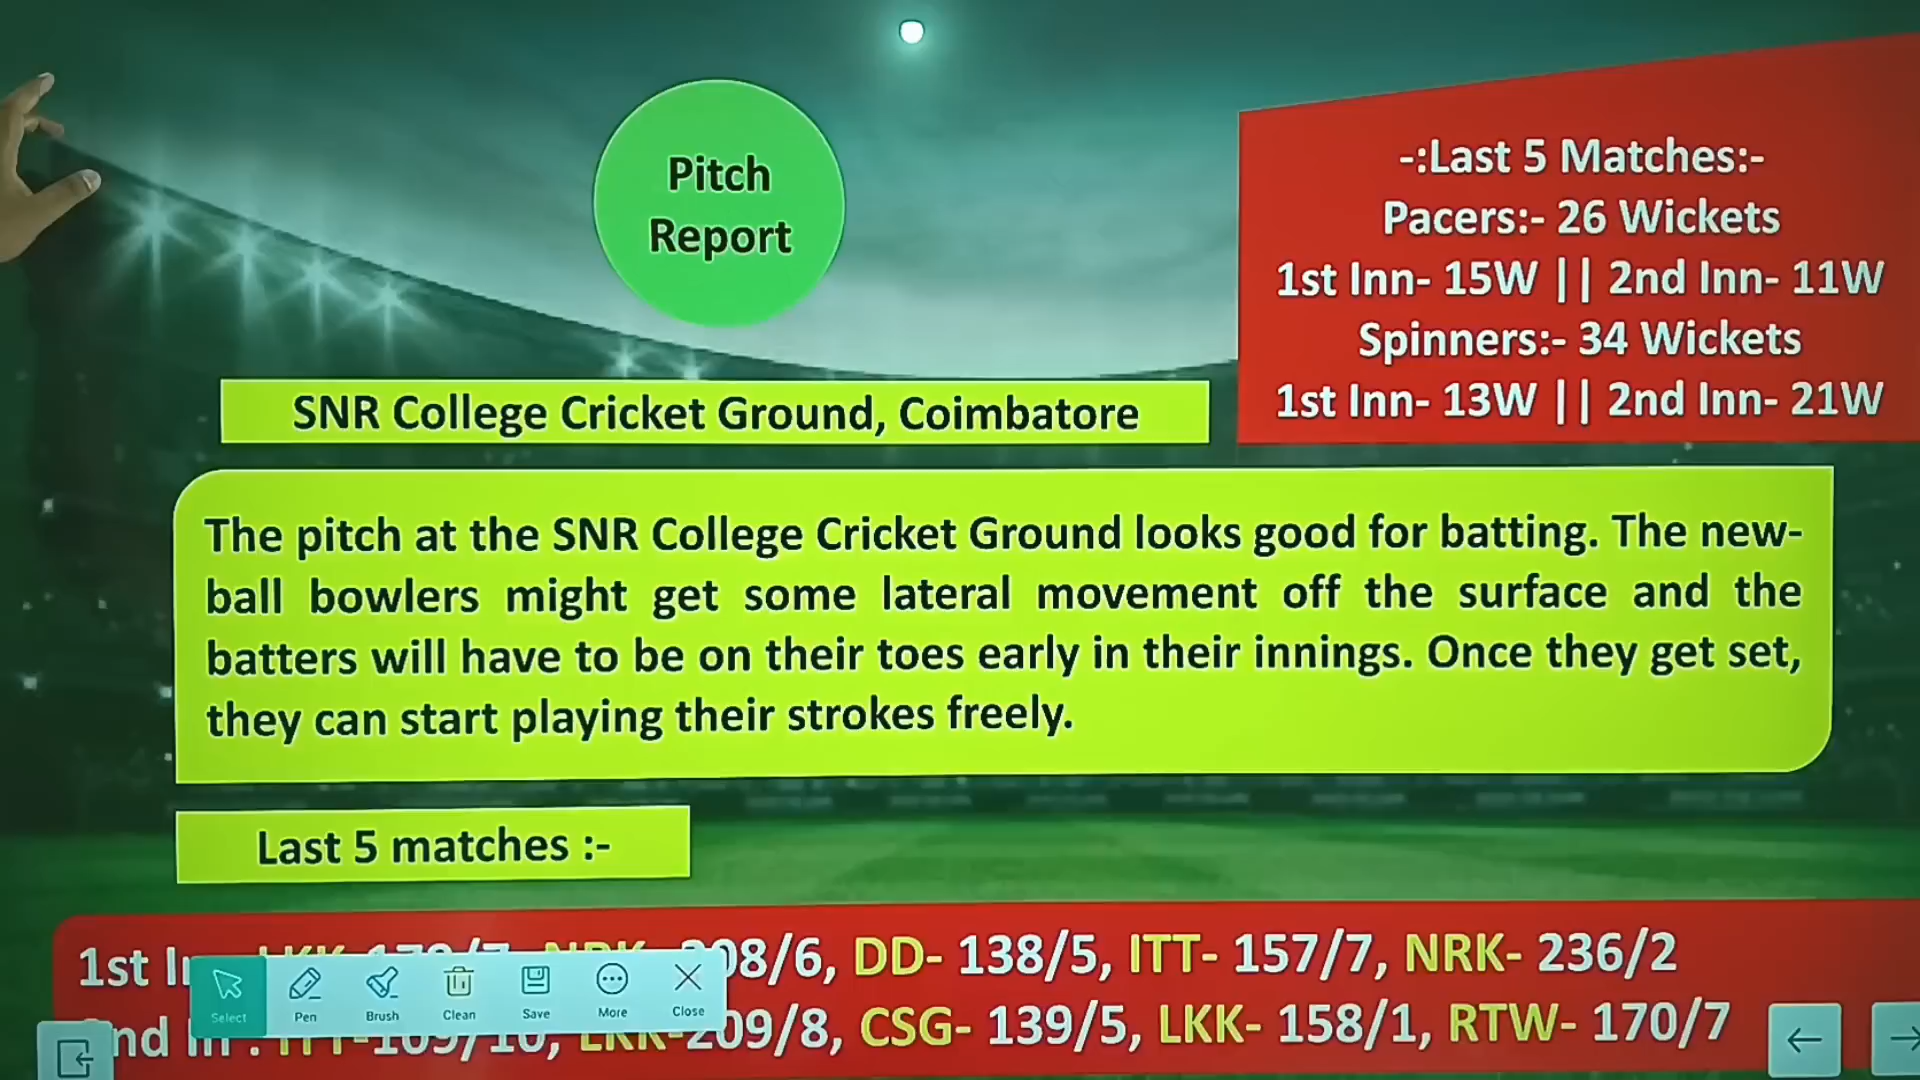 Pitch
Report
-:Last 5 Matches:-
Pacers:- 26 Wickets
1st Inn- 15W || 2nd Inn- 11W
Spinners:- 34 Wickets
1st Inn- 13W || 2nd Inn- 21W
SNR College Cricket Ground, Coimbatore
The pitch at the SNR College Cricket Ground looks good for batting. The new-
ball bowlers might get some lateral movement off the surface and the
batters will have to be on their toes early in their innings. Once they get set,
they can start playing their strokes freely.
Last 5 matches :-
1st DD- 138/5, ITT- 157/7, NRK- 236/2
Select Pen Brush Clean Save More Close
LKK-209/8, CSG- 139/5, LKK- 158/1, RTW- 170/7